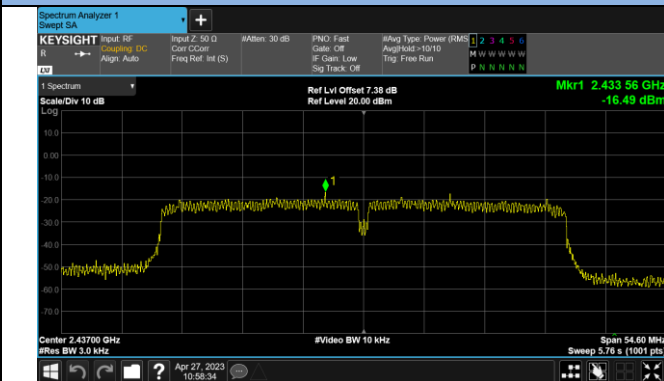 Spectrum Analyzer 1
Swept SA
+
KEYSIGHT Input: RF Input Z: 50 Ω #Atten: 30 dB PNO: Fast #Avg Type: Power (RMS 1 2 3 4 5 6
R Coupling: DC Corr CCorr Gate: Off Avg|Hold:>10/10 M W W W W W
Align: Auto Freq Ref: Int (S) IF Gain: Low Trig: Free Run P N N N N N
Sig Track: Off
LXI
1 Spectrum Ref Lvl Offset 7.38 dB Mkr1 2.433 56 GHz
Scale/Div 10 dB Ref Level 20.00 dBm -16.49 dBm
Log
10.0
0.00
-10.0
1
-20.0
-30.0
-40.0
-50.0
-60.0
-70.0
Center 2.43700 GHz #Video BW 10 kHz Span 54.60 MHz
#Res BW 3.0 kHz Sweep 5.76 s (1001 pts)
? Apr 27, 2023
10:58:34